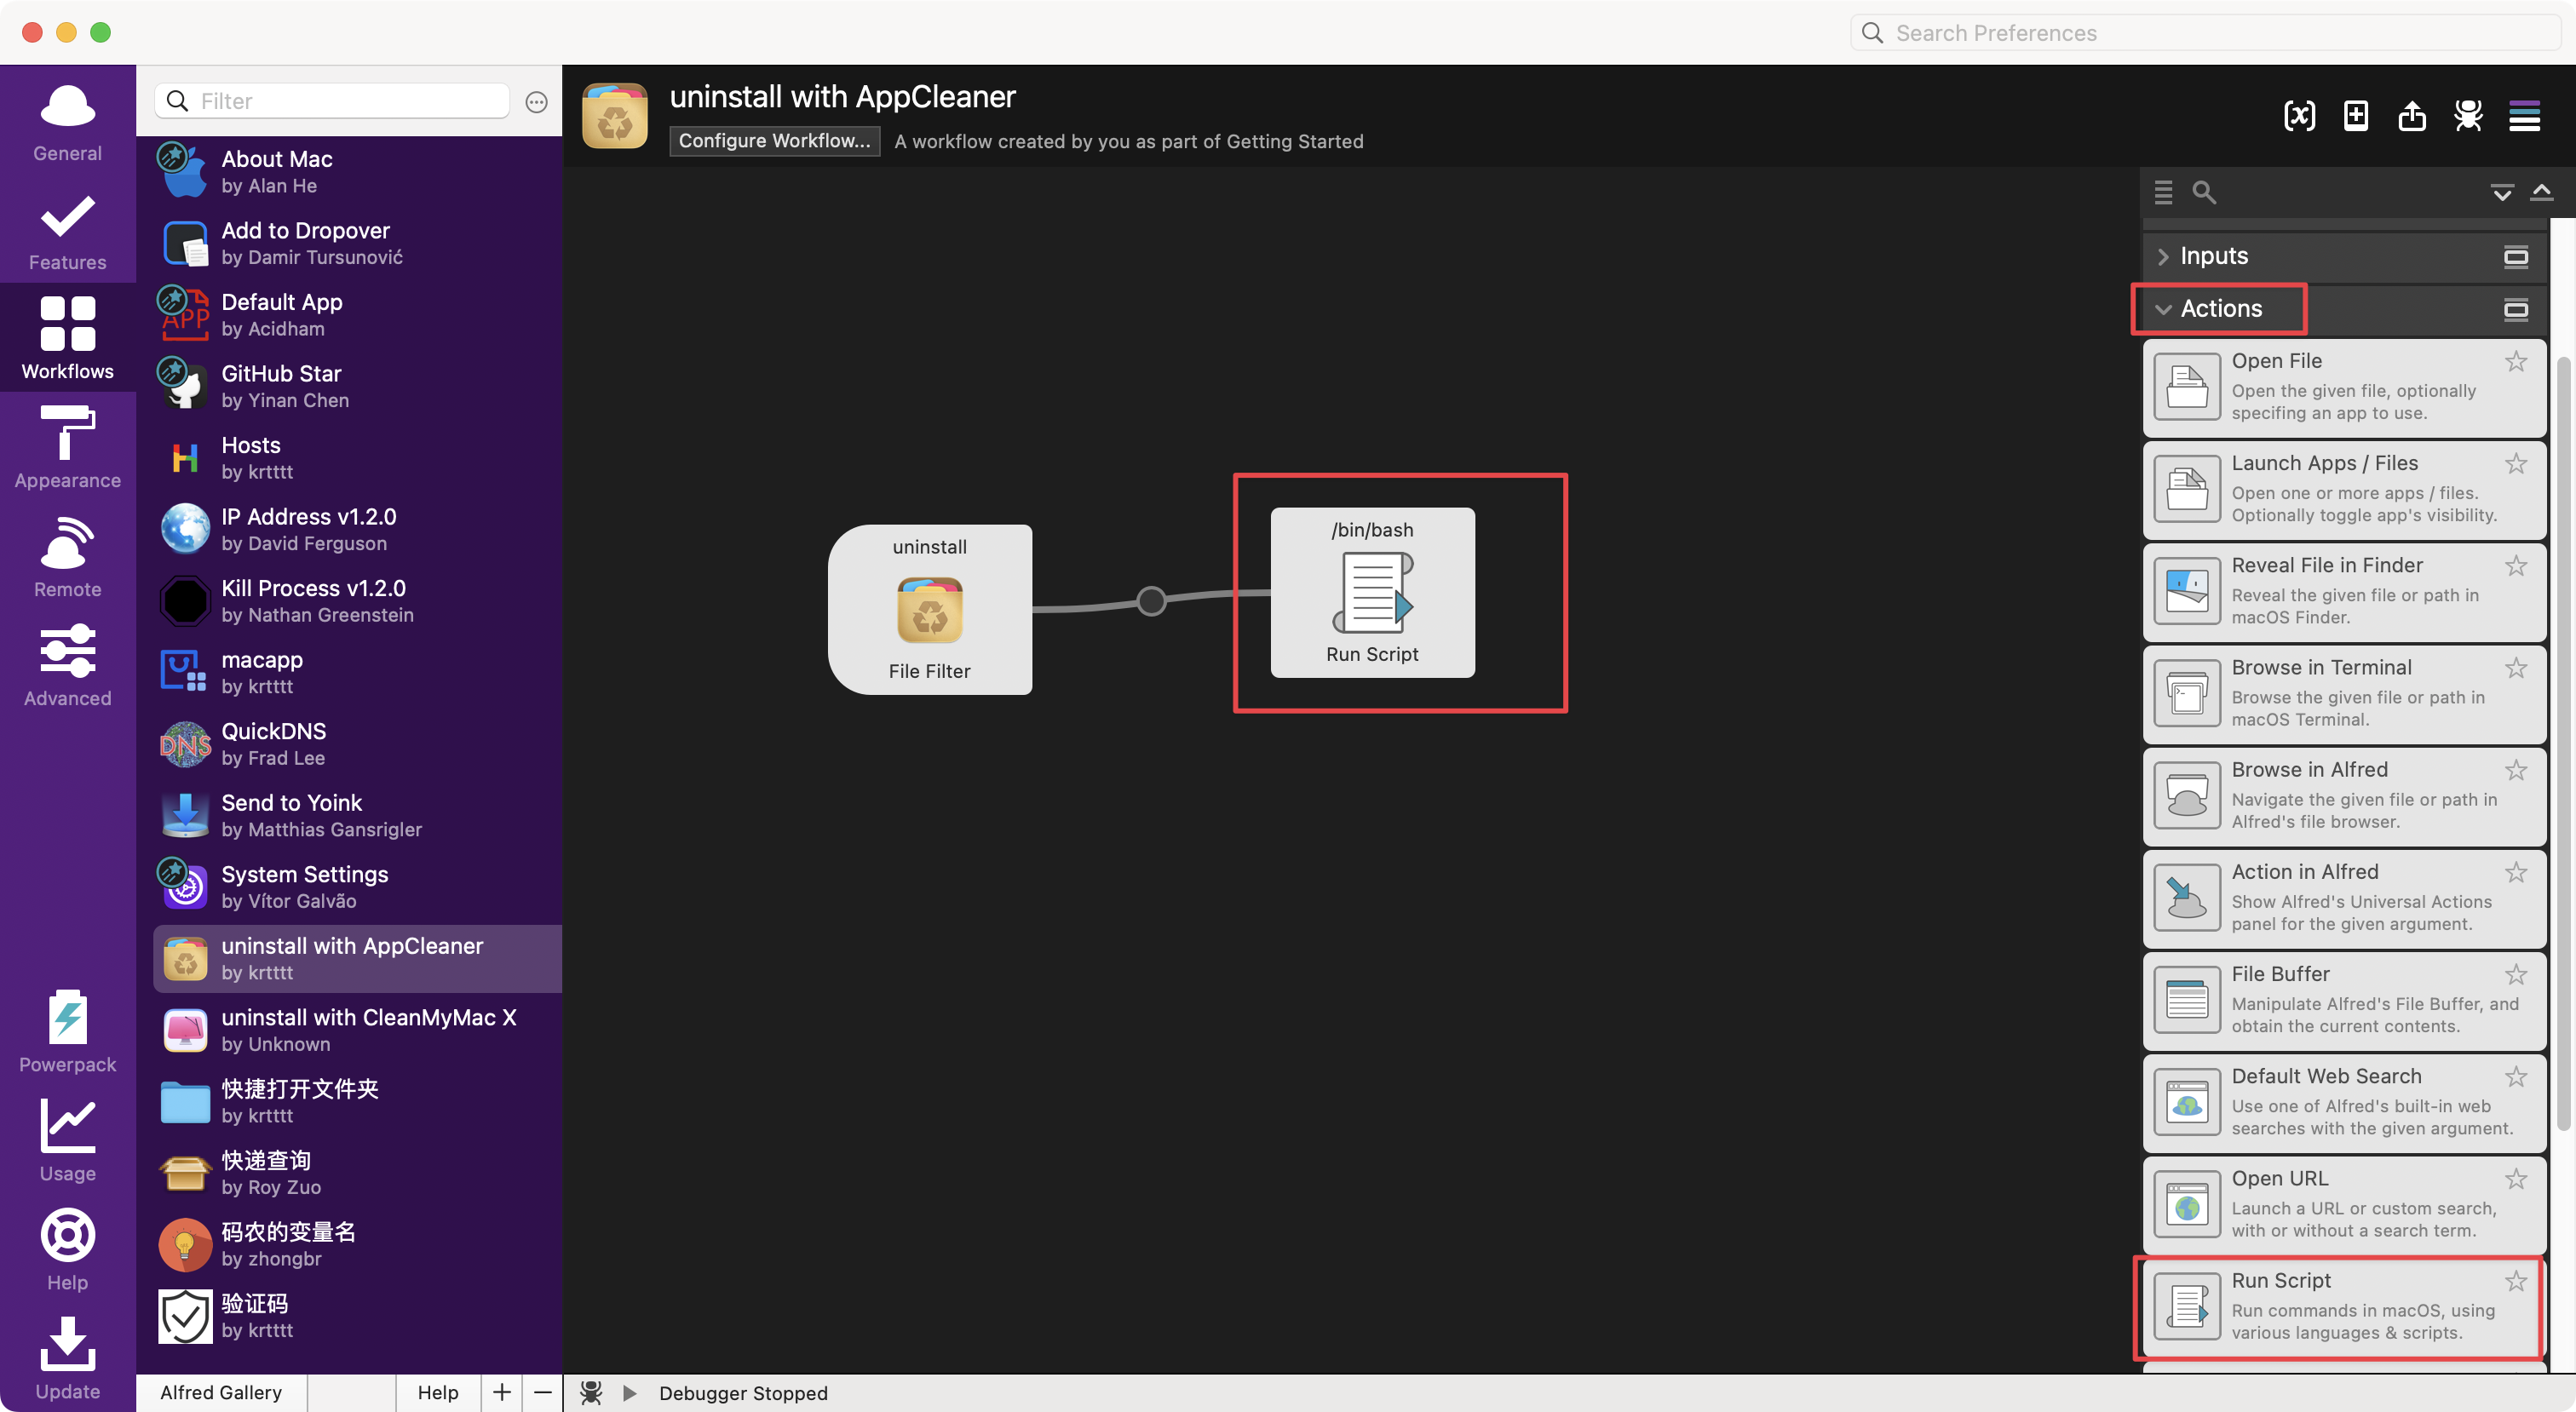 Search Preferences
General
Features
Workflows
Appearance
Remote
Advanced
Powerpack
Usage
Help
Update
Filter
About Mac
by Alan He
Add to Dropover
by Damir Tursunović
Default App
by Acidham
APP
GitHub Star
by Yinan Chen
Hosts
by krtttt
IP Address v1.2.0
by David Ferguson
Kill Process v1.2.0
by Nathan Greenstein
macapp
by krtttt
QuickDNS
by Frad Lee
DNS
Send to Yoink
by Matthias Gansrigler
System Settings
by Vítor Galvão
uninstall with AppCleaner
by krtttt
uninstall with CleanMyMac X
by Unknown
快捷打开文件夹
by krtttt
快递查询
by Roy Zuo
码农的变量名
by zhongbr
验证码
by krtttt
Alfred Gallery
Help
uninstall with AppCleaner
Configure Workflow...
A workflow created by you as part of Getting Started
uninstall
File Filter
/bin/bash
Run Script
Inputs
Actions
Open File
Open the given file, optionally
specifing an app to use.
Launch Apps / Files
Open one or more apps / files.
Optionally toggle app's visibility.
Reveal File in Finder
Reveal the given file or path in
macOS Finder.
Browse in Terminal
Browse the given file or path in
macOS Terminal.
Browse in Alfred
Navigate the given file or path in
Alfred's file browser.
Action in Alfred
Show Alfred's Universal Actions
panel for the given argument.
File Buffer
Manipulate Alfred's File Buffer, and
obtain the current contents.
Default Web Search
Use one of Alfred's built-in web
searches with the given argument.
Open URL
Launch a URL or custom search,
with or without a search term.
Run Script
Run commands in macOS, using
various languages & scripts.
Debugger Stopped